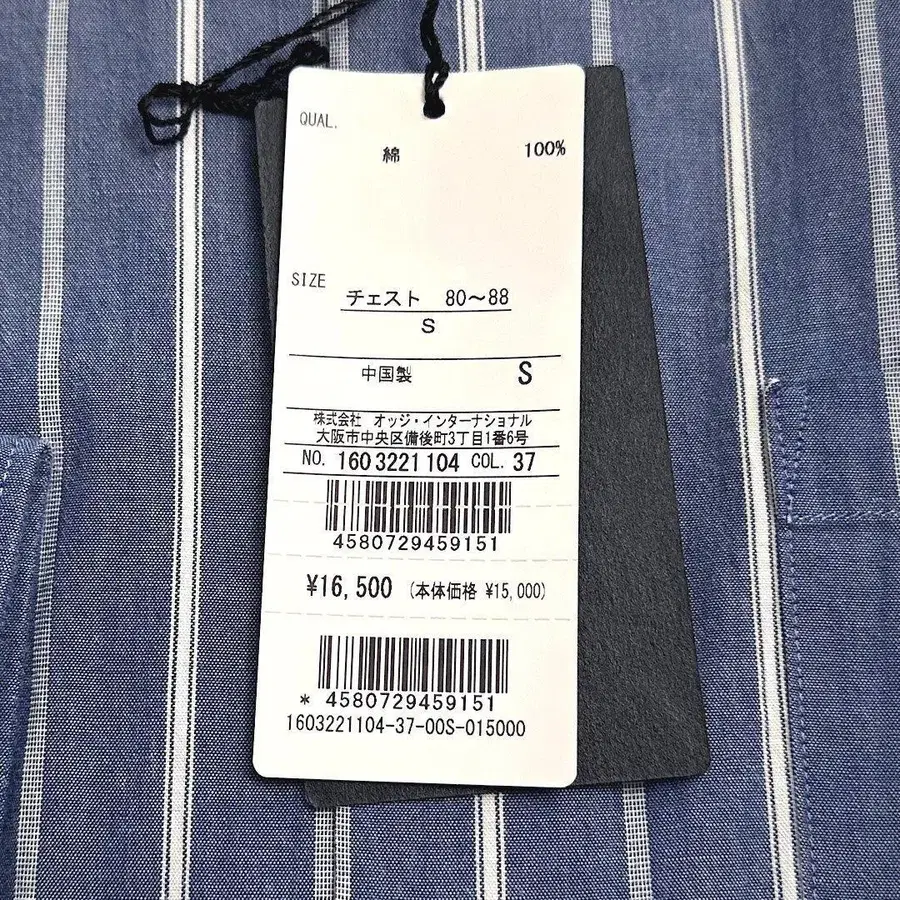 QUAL.
綿 100%
SIZE
チェスト 80～88
S
中国製 S
株式会社 オッジ・インターナショナル
大阪市中央区備後町3丁目1番6号
NO. 1603221104 COL. 37
4580729459151
¥16,500 (本体価格 ¥15,000)
* 4580729459151
1603221104-37-00S-015000